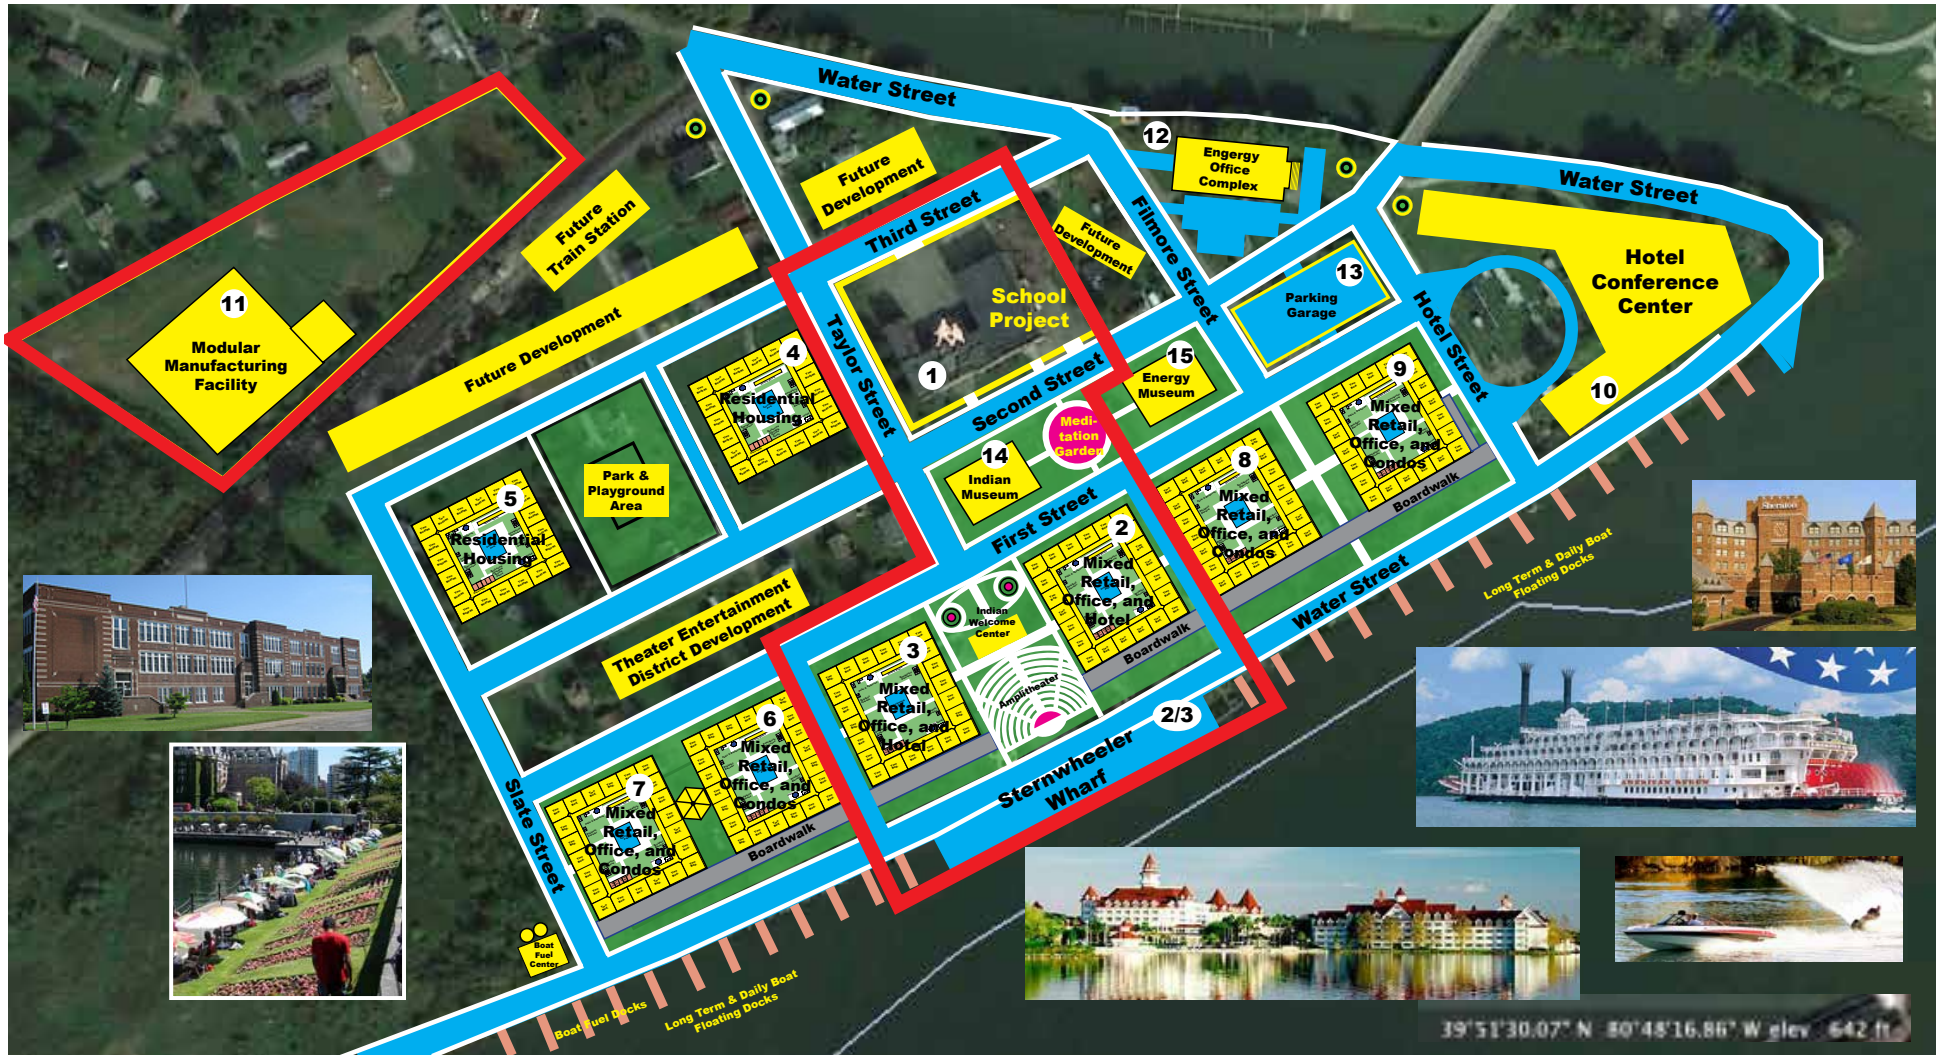 Water Street
12
Engergy
Office
Complex
Water Street
Future
Development
Future
Train Station
Third Street
Filmore Street
Future
Development
Hotel
Conference
Center
11
Modular
Manufacturing
Facility
Future Development
School
Project
1
Taylor Street
Second Street
13
Parking
Garage
Hotel Street
15
Energy
Museum
4
Residential
Housing
9
Mixed
Retail,
Office, and
Condos
10
Medi-
tation
Garden
14
Indian
Museum
Park &
Playground
Area
5
Residential
Housing
First Street
8
Mixed
Retail,
Office, and
Condos
Boardwalk
2
Mixed
Retail,
Office, and
Hotel
Boardwalk
Water Street
Long Term & Daily Boat
Floating Docks
Sheraton
Indian
Welcome
Center
Theater Entertainment
District Development
3
Mixed
Retail,
Office, and
Hotel
Amplitheater
2/3
Sternwheeler
Wharf
6
Mixed
Retail,
Office, and
Condos
7
Mixed
Retail,
Office, and
Condos
Boardwalk
Slate Street
Boat
Fuel
Center
Boat Fuel Docks
Long Term & Daily Boat
Floating Docks
39°51'30.07" N 80°48'16.86" W elev 642 ft